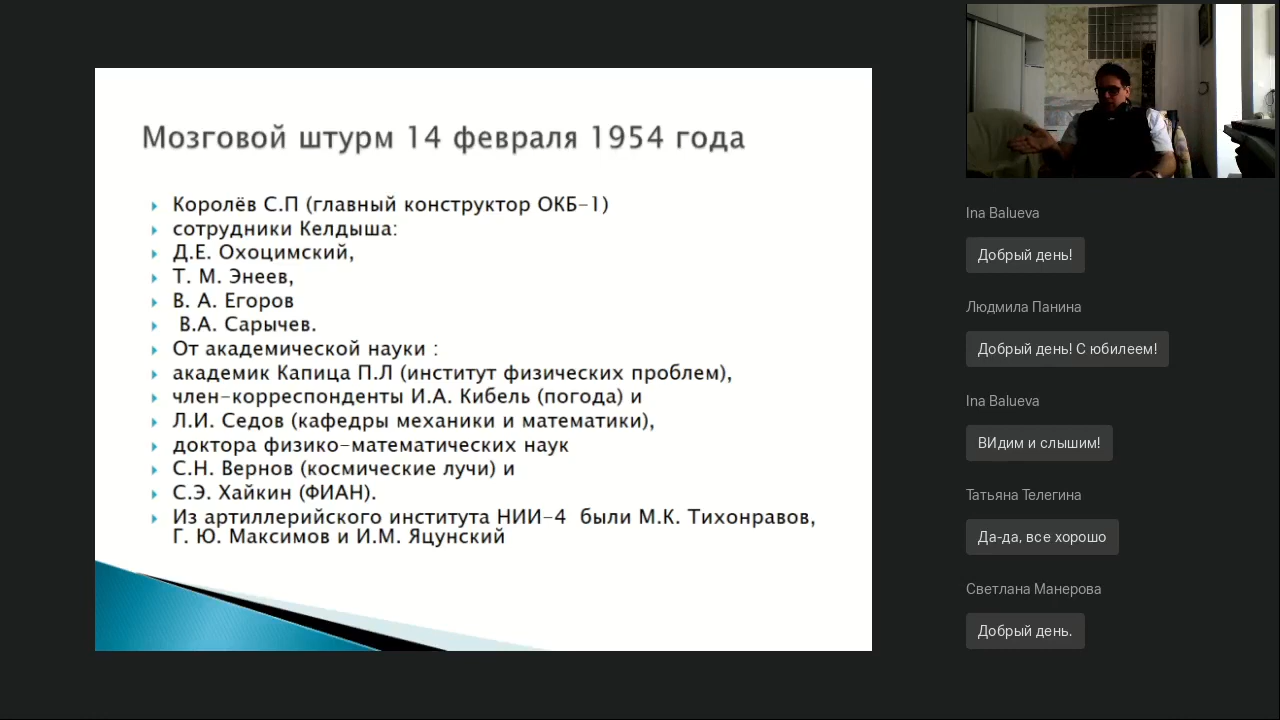 Мозговой штурм 14 февраля 1954 года
Королёв С.П (главный конструктор ОКБ-1)
сотрудники Келдыша:
Д.Е. Охоцимский,
Т. М. Энеев,
В. А. Егоров
В.А. Сарычев.
От академической науки :
академик Капица П.Л (институт физических проблем),
член-корреспонденты И.А. Кибель (погода) и
Л.И. Седов (кафедры механики и математики),
доктора физико-математических наук
С.Н. Вернов (космические лучи) и
С.Э. Хайкин (ФИАН).
Из артиллерийского института НИИ-4 были М.К. Тихонравов,
Г. Ю. Максимов и И.М. Яцунский
Ina Balueva
Добрый день!
Людмила Панина
Добрый день! С юбилеем!
Ina Balueva
ВИдим и слышим!
Татьяна Телегина
Да-да, все хорошо
Светлана Манерова
Добрый день.